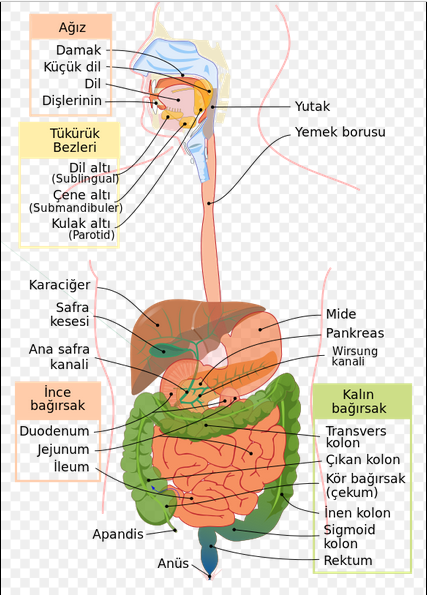 Ağız
Damak
Küçük dil
Dil
Dişlerinin
Tükürük
Bezleri
Dil altı
(Sublingual)
Çene altı
(Submandibuler)
Kulak altı
(Parotid)
Yutak
Yemek borusu
Karaciğer
Safra
kesesi
Ana safra
kanali
Mide
Pankreas
Wirsung
kanali
İnce
bağırsak
Duodenum
Jejunum
İleum
Kalın
bağırsak
Transvers
kolon
Çıkan kolon
Kör bağırsak
(çekum)
İnen kolon
Sigmoid
kolon
Rektum
Apandis
Anüs